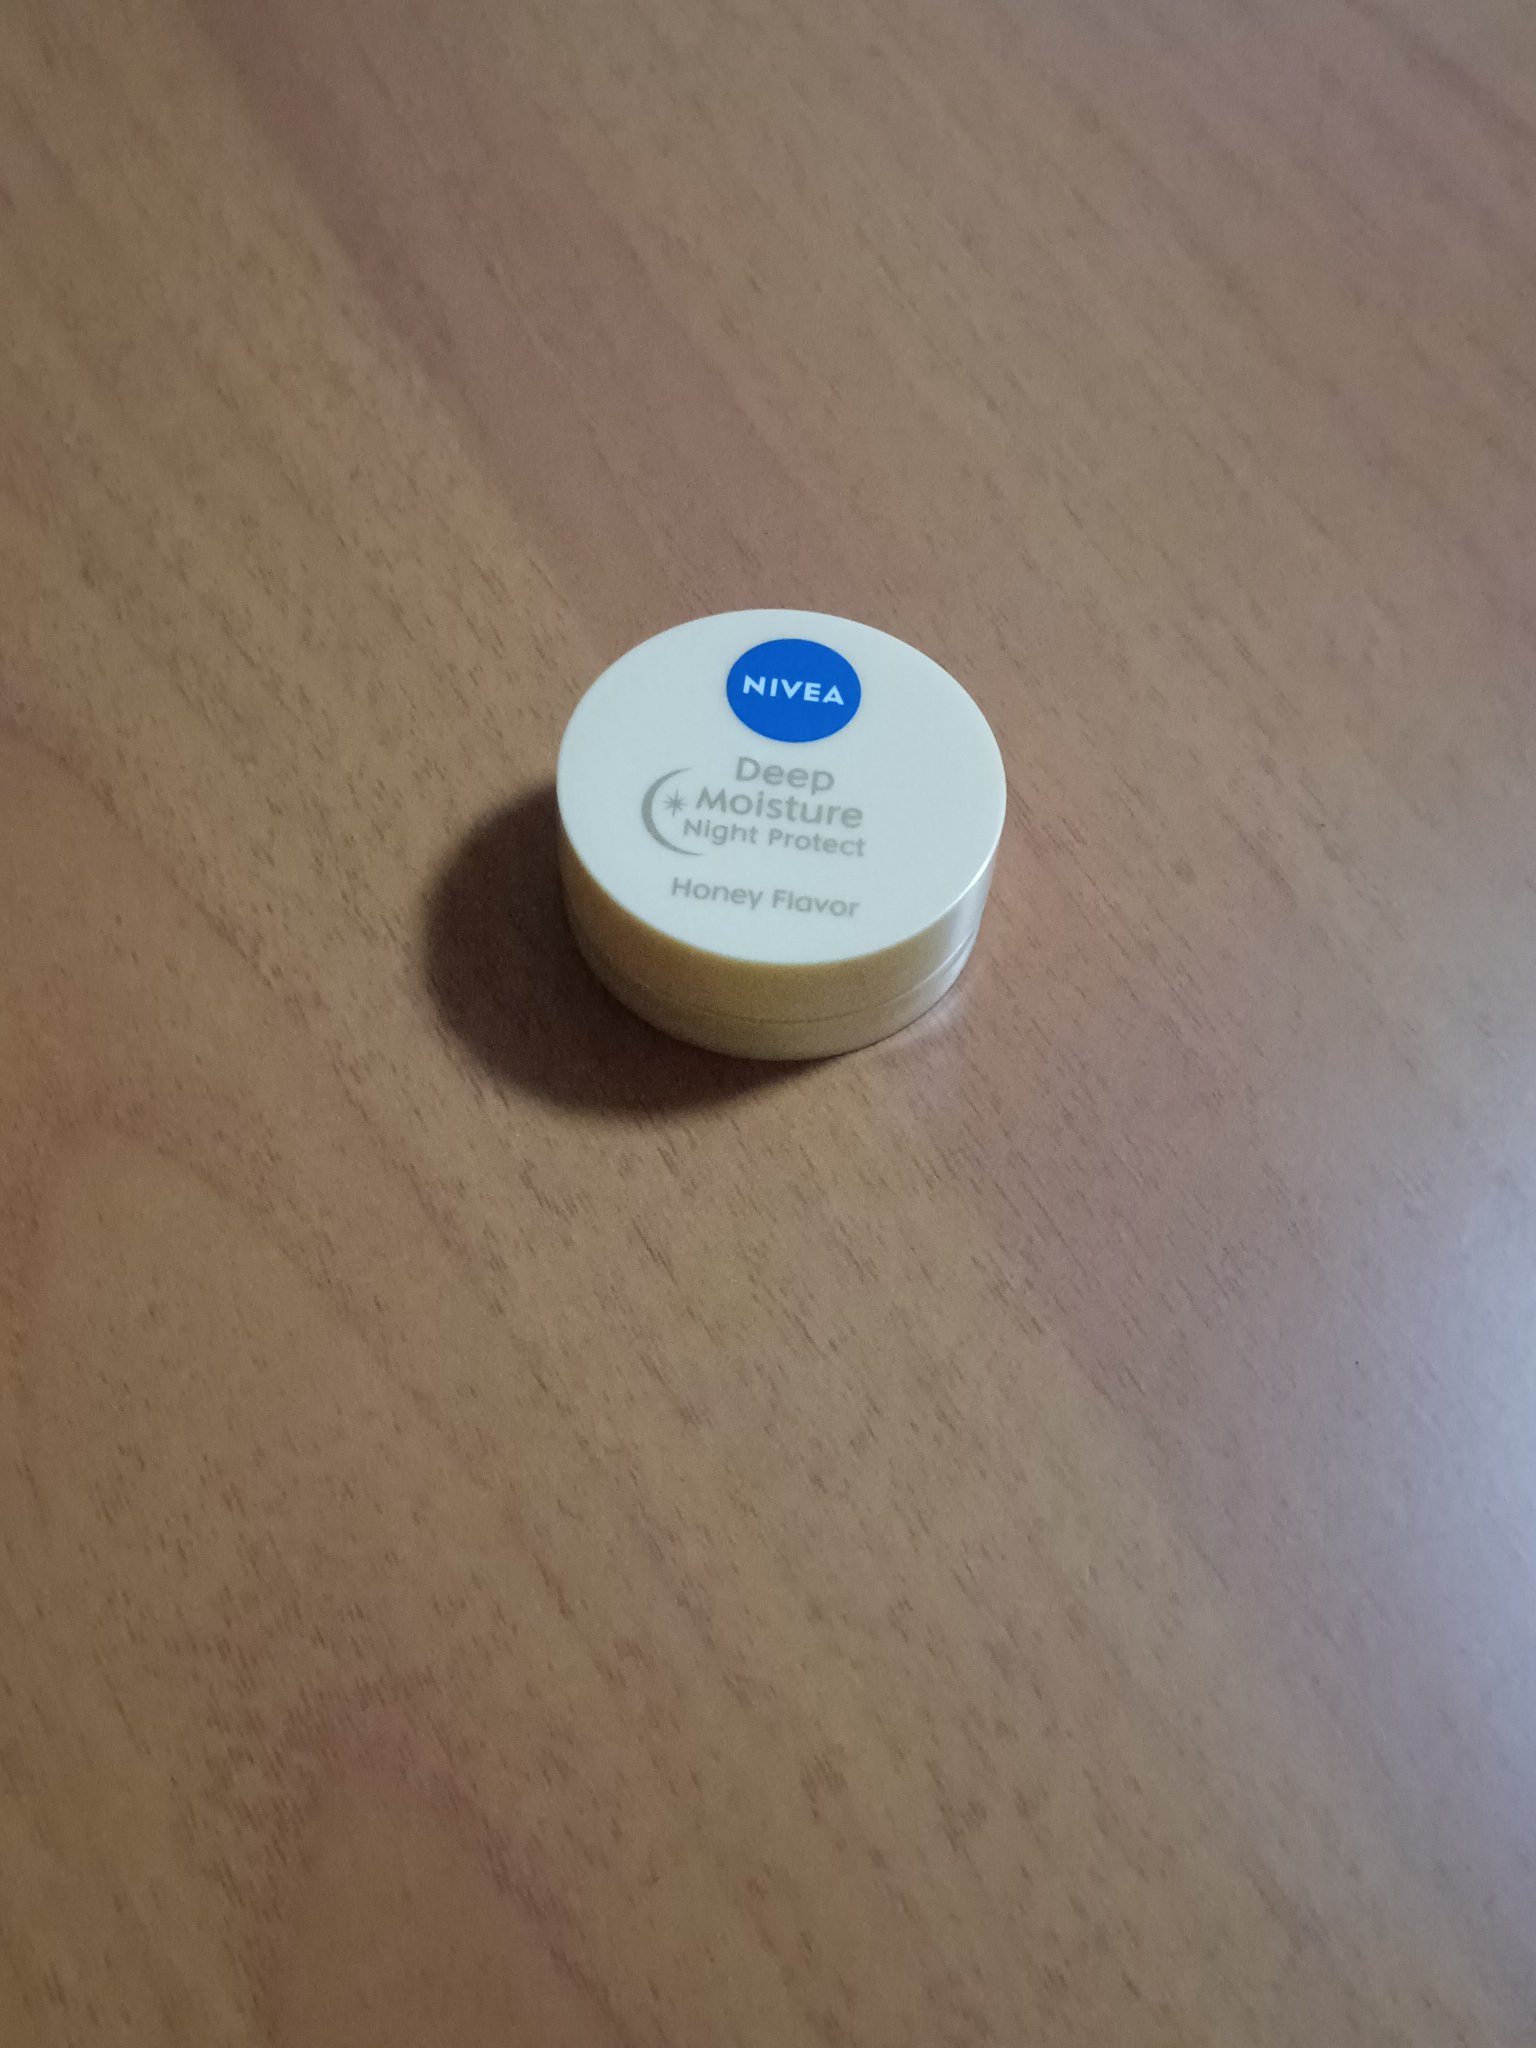 NIVEA
Deep
Moisture
Night Protect
Honey Flavor